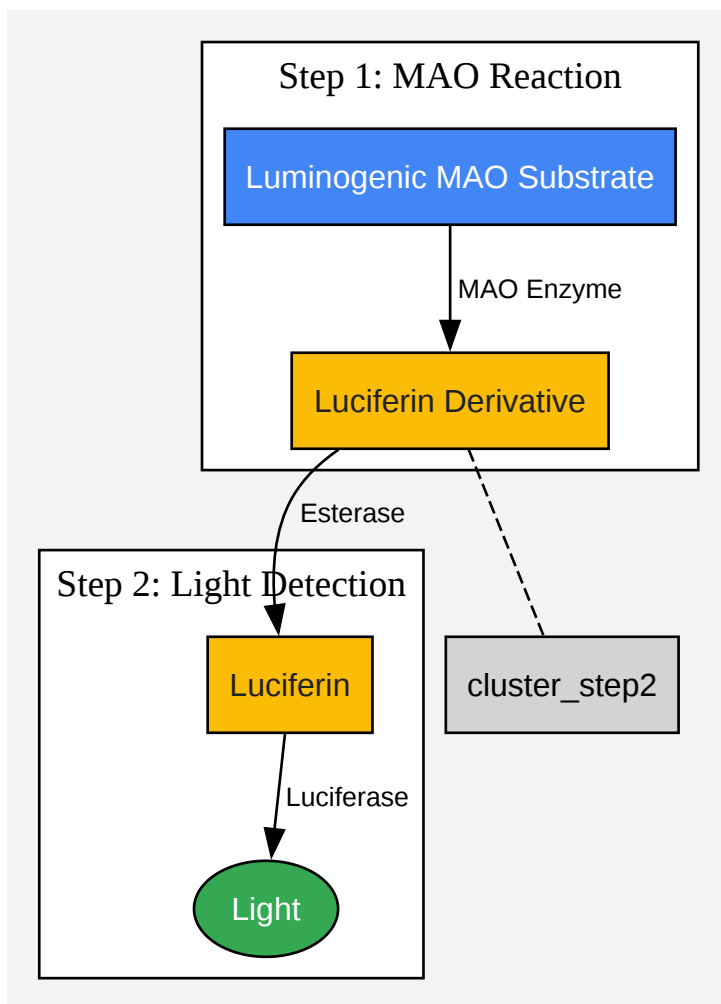 Step 1: MAO Reaction
Luminogenic MAO Substrate
MAO Enzyme
Luciferin Derivative
Esterase
Step 2: Light Detection
Luciferin
cluster_step2
Luciferase
Light